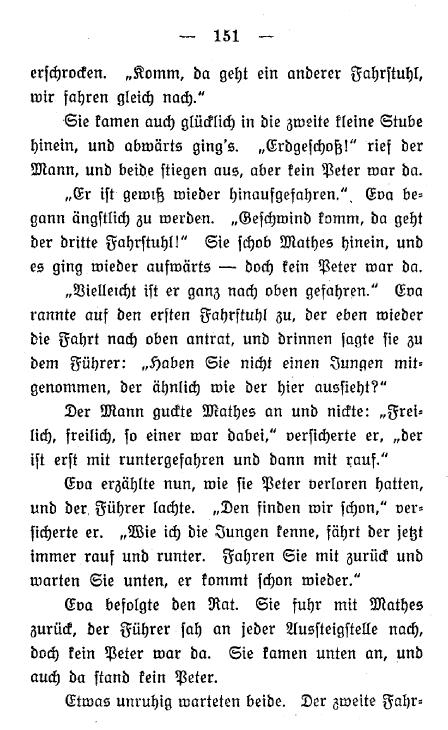 — 151 —
erschrocken. „Komm, da geht ein anderer Fahrstuhl,
wir fahren gleich nach.“
Sie kamen auch glücklich in die zweite kleine Stube
hinein, und abwärts ging's. „Erdgeschoß!“ rief der
Mann, und beide stiegen aus, aber kein Peter war da.
„Er ist gewiß wieder hinaufgefahren.“ Eva be-
gann ängstlich zu werden. „Geschwind komm, da geht
der dritte Fahrstuhl!“ Sie schob Mathes hinein, und
es ging wieder aufwärts — doch kein Peter war da.
„Vielleicht ist er ganz nach oben gefahren.“ Eva
rannte auf den ersten Fahrstuhl zu, der eben wieder
die Fahrt nach oben antrat, und drinnen sagte sie zu
dem Führer: „Haben Sie nicht einen Jungen mit-
genommen, der ähnlich wie der hier aussieht?“
Der Mann guckte Mathes an und nickte: „Frei-
lich, freilich, so einer war dabei,“ versicherte er, „der
ist erst mit runtergefahren und dann mit rauf.“
Eva erzählte nun, wie sie Peter verloren hatten,
und der Führer lachte. „Den finden wir schon,“ ver-
sicherte er. „Wie ich die Jungen kenne, fährt der jetzt
immer rauf und runter. Fahren Sie mit zurück und
warten Sie unten, er kommt schon wieder.“
Eva befolgte den Rat. Sie fuhr mit Mathes
zurück, der Führer sah an jeder Aussteigstelle nach,
doch kein Peter war da. Sie kamen unten an, und
auch da stand kein Peter.
Etwas unruhig warteten beide. Der zweite Fahr-